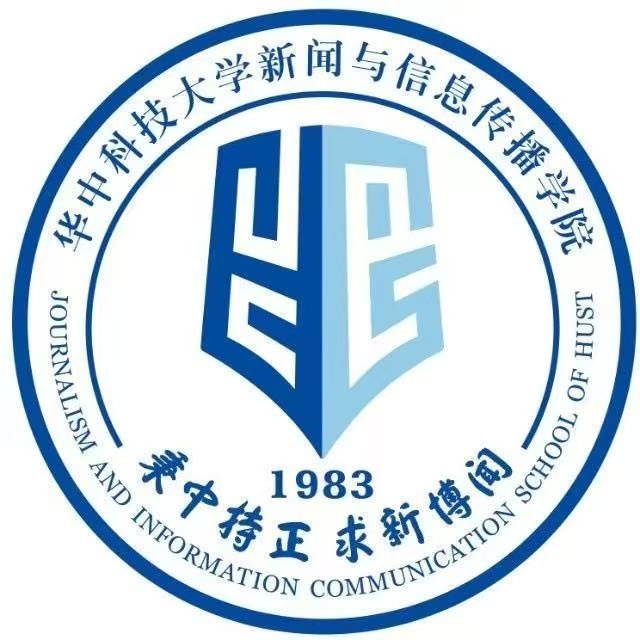 华中科技大学新闻与信息传播学院
1983
秉中持正 求新博闻
JOURNALISM AND INFORMATION COMMUNICATION SCHOOL OF HUST